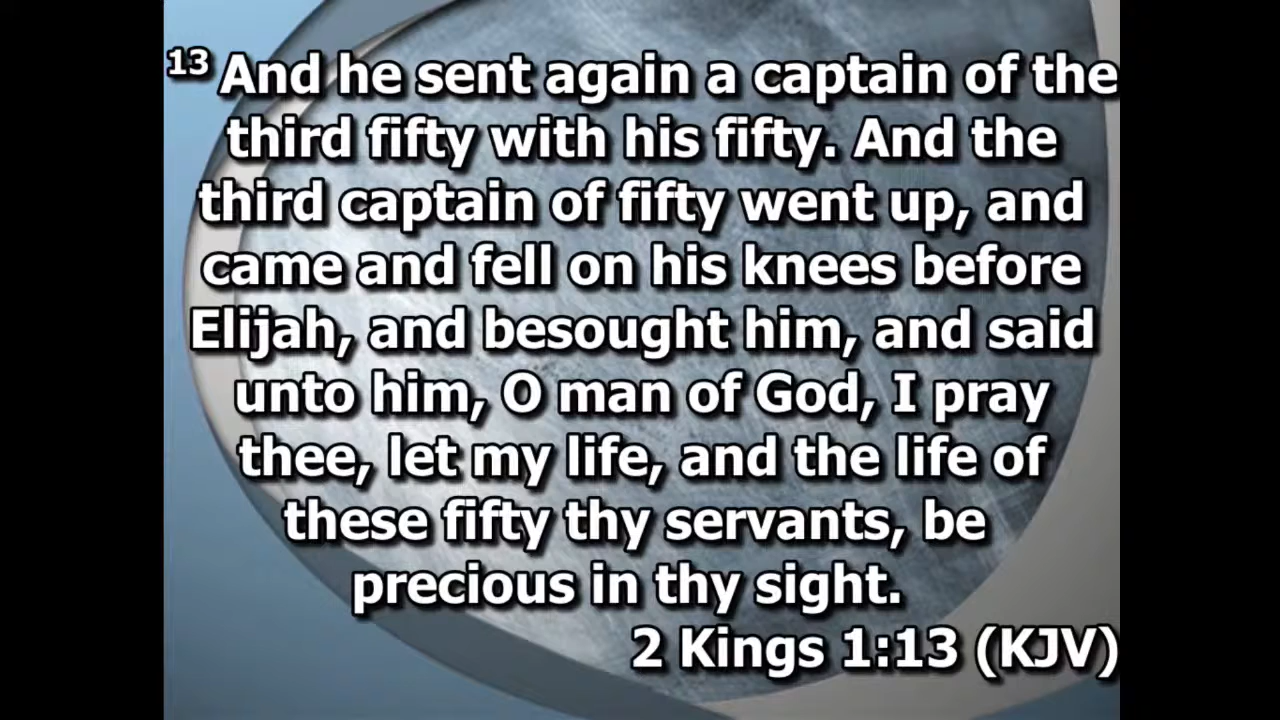 13 And he sent again a captain of the
third fifty with his fifty. And the
third captain of fifty went up, and
came and fell on his knees before
Elijah, and besought him, and said
unto him, O man of God, I pray
thee, let my life, and the life of
these fifty thy servants, be
precious in thy sight.
2 Kings 1:13 (KJV)